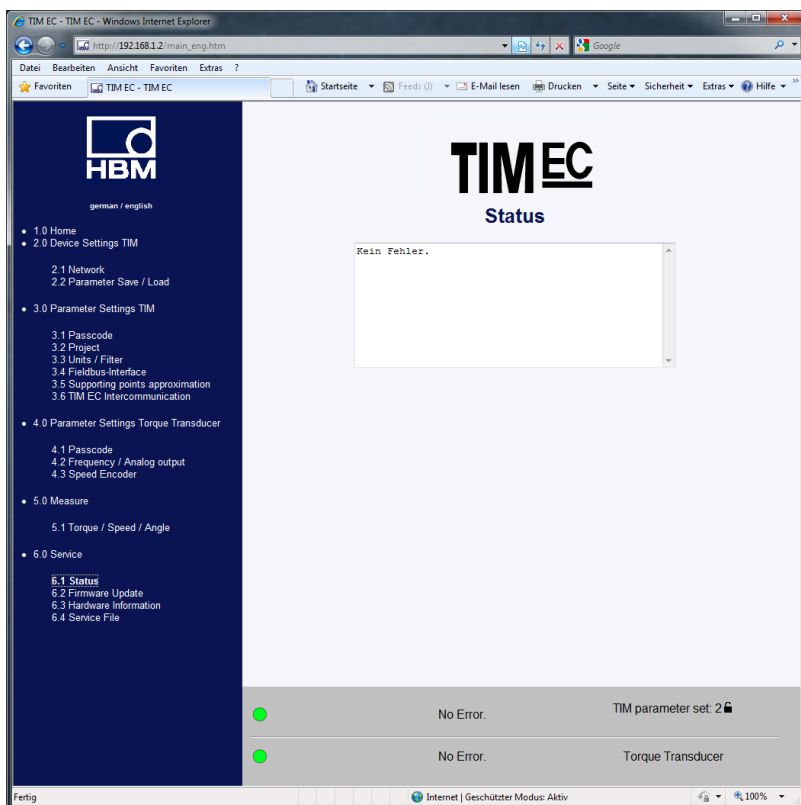 TIM EC - TIM EC - Windows Internet Explorer
http://192.168.1.2/main_eng.htm
Google
Datei Bearbeiten Ansicht Favoriten Extras ?
Favoriten
TIM EC - TIM EC
Startseite
Feeds (J)
E-Mail lesen
Drucken
Seite
Sicherheit
Extras
Hilfe
HBM
german / english
1.0 Home
2.0 Device Settings TIM
2.1 Network
2.2 Parameter Save / Load
3.0 Parameter Settings TIM
3.1 Passcode
3.2 Project
3.3 Units / Filter
3.4 Fieldbus-Interface
3.5 Supporting points approximation
3.6 TIM EC Intercommunication
4.0 Parameter Settings Torque Transducer
4.1 Passcode
4.2 Frequency / Analog output
4.3 Speed Encoder
5.0 Measure
5.1 Torque / Speed / Angle
6.0 Service
6.1 Status
6.2 Firmware Update
6.3 Hardware Information
6.4 Service File
TIM EC
Status
Kein Fehler.
No Error.
TIM parameter set: 2
No Error.
Torque Transducer
Fertig
Internet | Geschützter Modus: Aktiv
100%